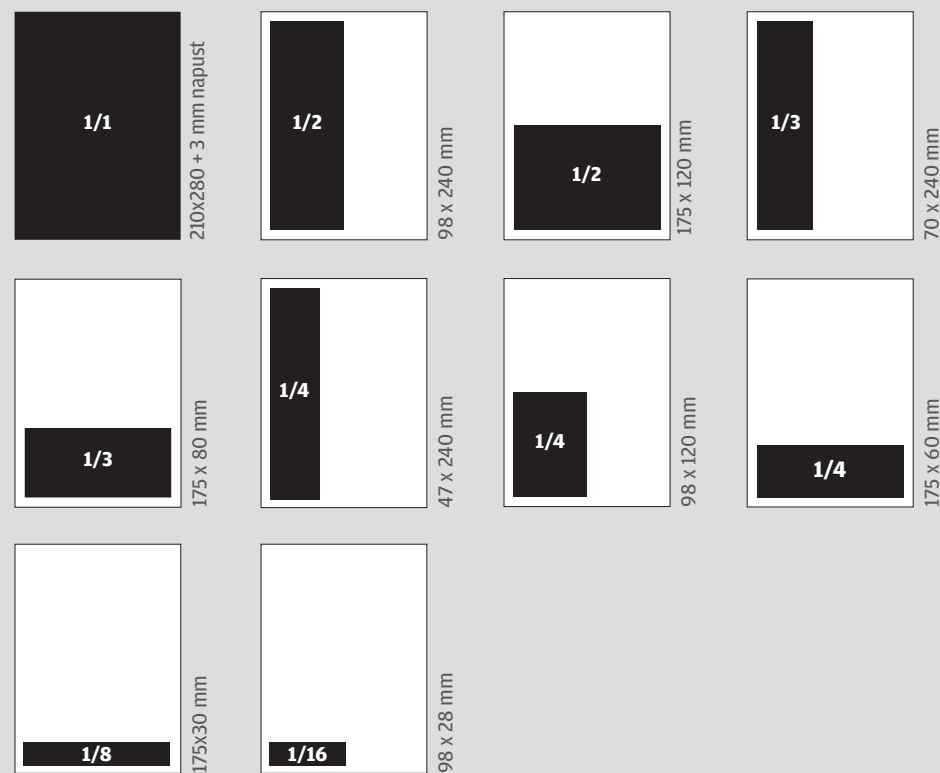 1/1
210x280 + 3 mm napust
1/2
98 x 240 mm
1/2
175 x 120 mm
1/3
70 x 240 mm
1/3
175 x 80 mm
1/4
47 x 240 mm
1/4
98 x 120 mm
1/4
175 x 60 mm
1/8
175x30 mm
1/16
98 x 28 mm